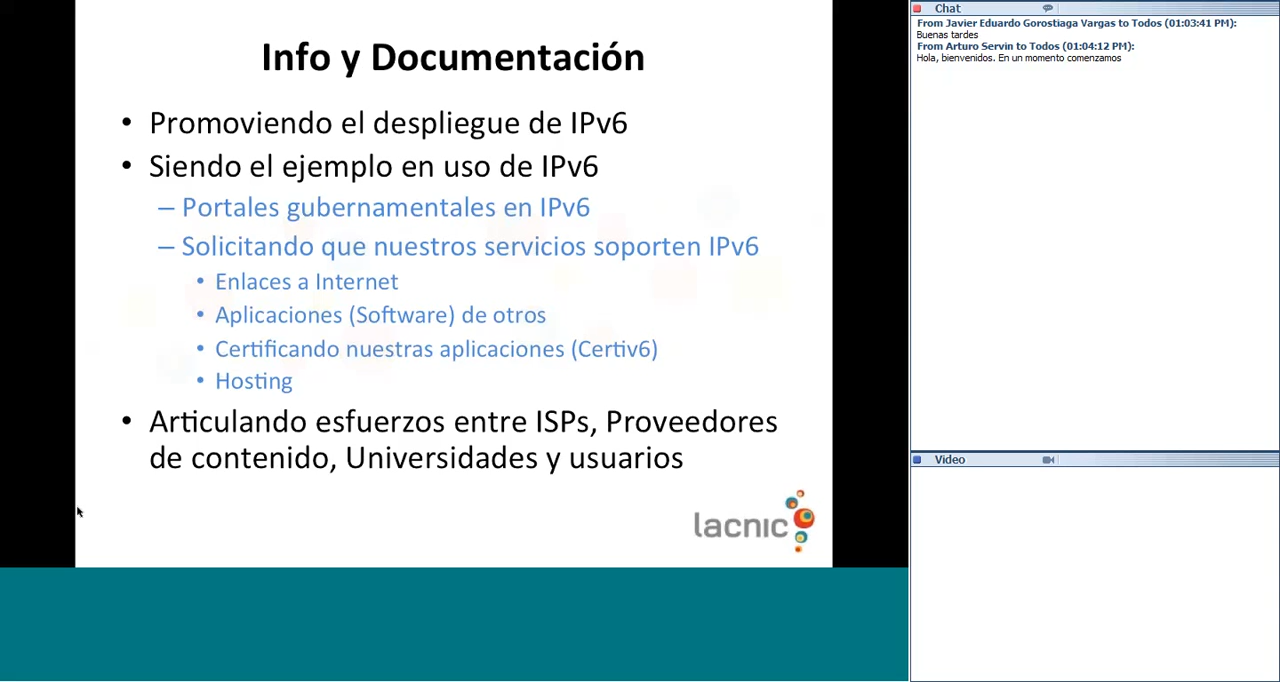 Info y Documentación
• Promoviendo el despliegue de IPv6
• Siendo el ejemplo en uso de IPv6
– Portales gubernamentales en IPv6
– Solicitando que nuestros servicios soporten IPv6
• Enlaces a Internet
• Aplicaciones (Software) de otros
• Certificando nuestras aplicaciones (Certiv6)
• Hosting
• Articulando esfuerzos entre ISPs, Proveedores
de contenido, Universidades y usuarios
lacnic
Chat
From Javier Eduardo Gorostiaga Vargas to Todos (01:03:41 PM):
Buenas tardes
From Arturo Servin to Todos (01:04:12 PM):
Hola, bienvenidos. En un momento comenzamos
Video